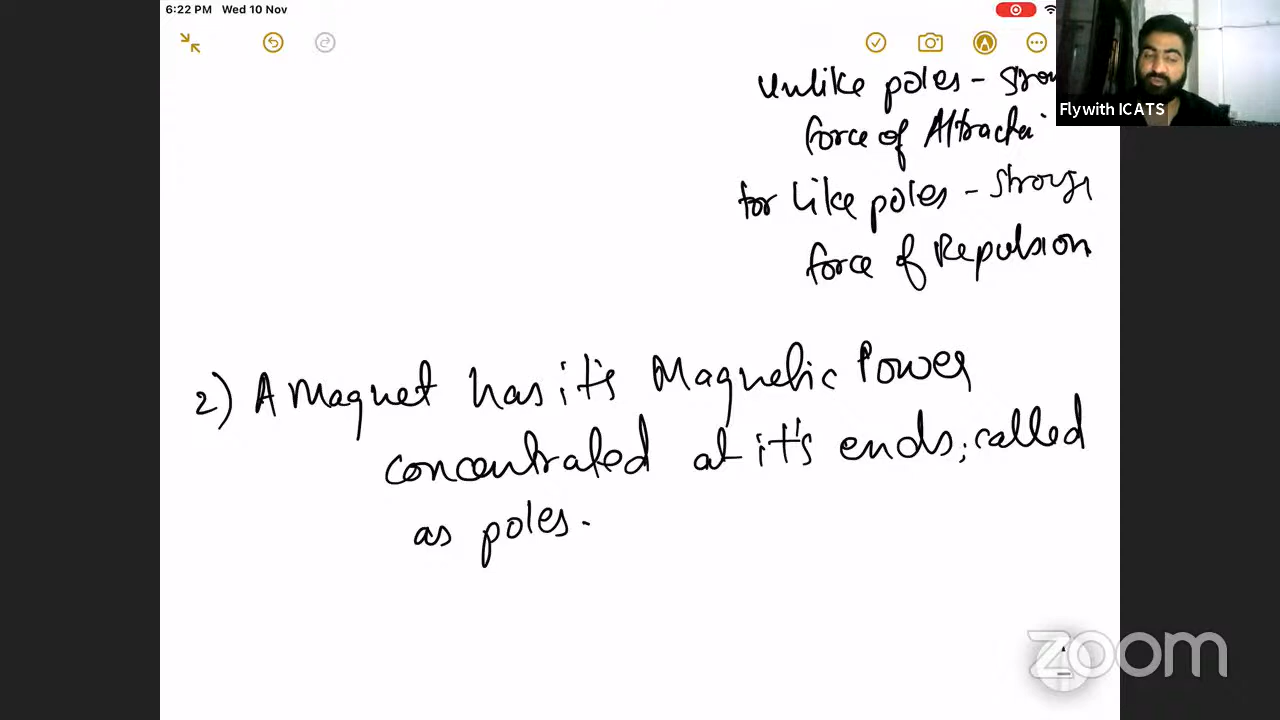 6:22 PM Wed 10 Nov
Unlike poles -
force of
Flywith ICATS
for like poles - strong
force of Repulsion
2) A Magnet has it's Magnetic Power
concentrated at it's ends, called
as poles.
zoom